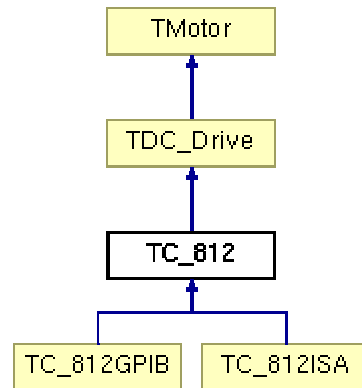 TMotor
TDC_Drive
TC_812
TC_812GPIB
TC_812ISA